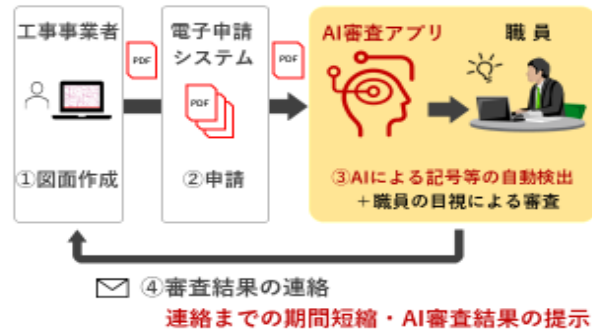 工事事業者
PDF
①図面作成
電子申請
システム
PDF
②申請
PDF
AI審査アプリ
職員
③AIによる記号等の自動検出
＋職員の目視による審査
④審査結果の連絡
連絡までの期間短縮・AI審査結果の提示